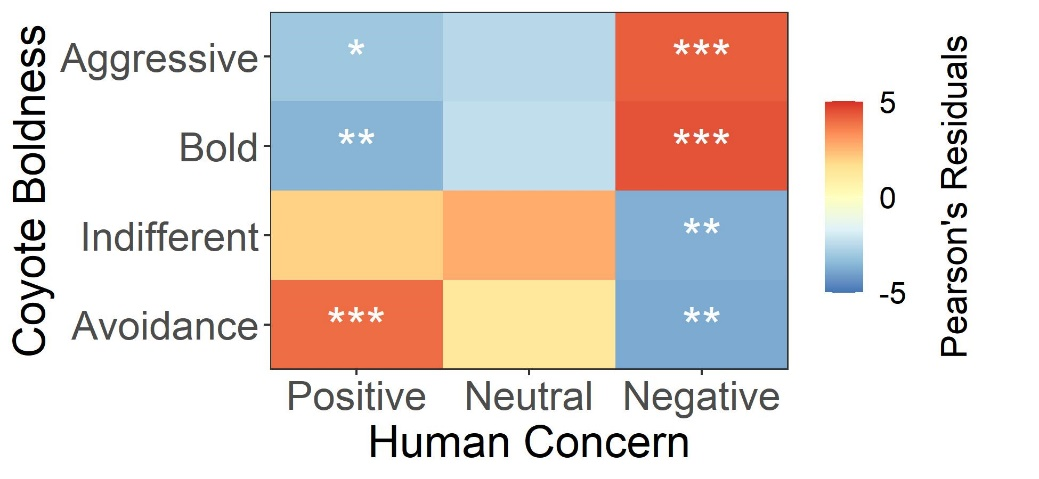 Coyote Boldness
Aggressive
* ***
Bold
** ***
Indifferent
**
Avoidance
*** **
Positive Neutral Negative
Human Concern
5
0
-5
Pearson's Residuals